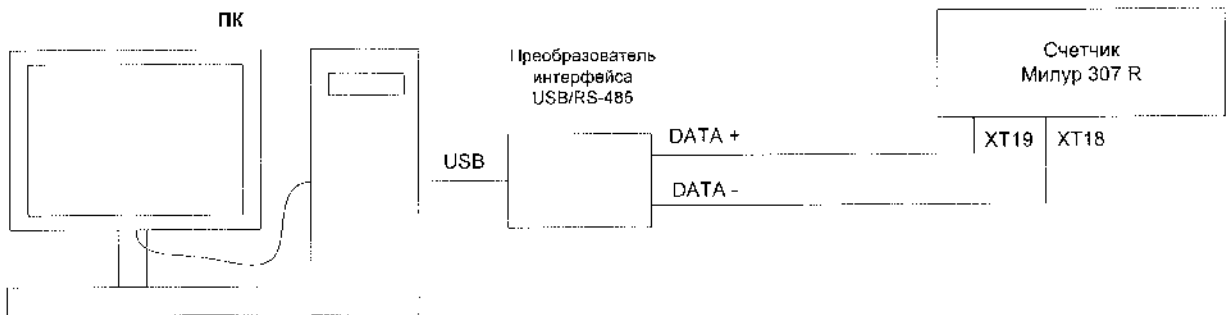 ПК
Преобразователь
интерфейса
USB/RS-485
Счетчик
Милур 307 R
USB
DATA +
DATA -
XT19
XT18